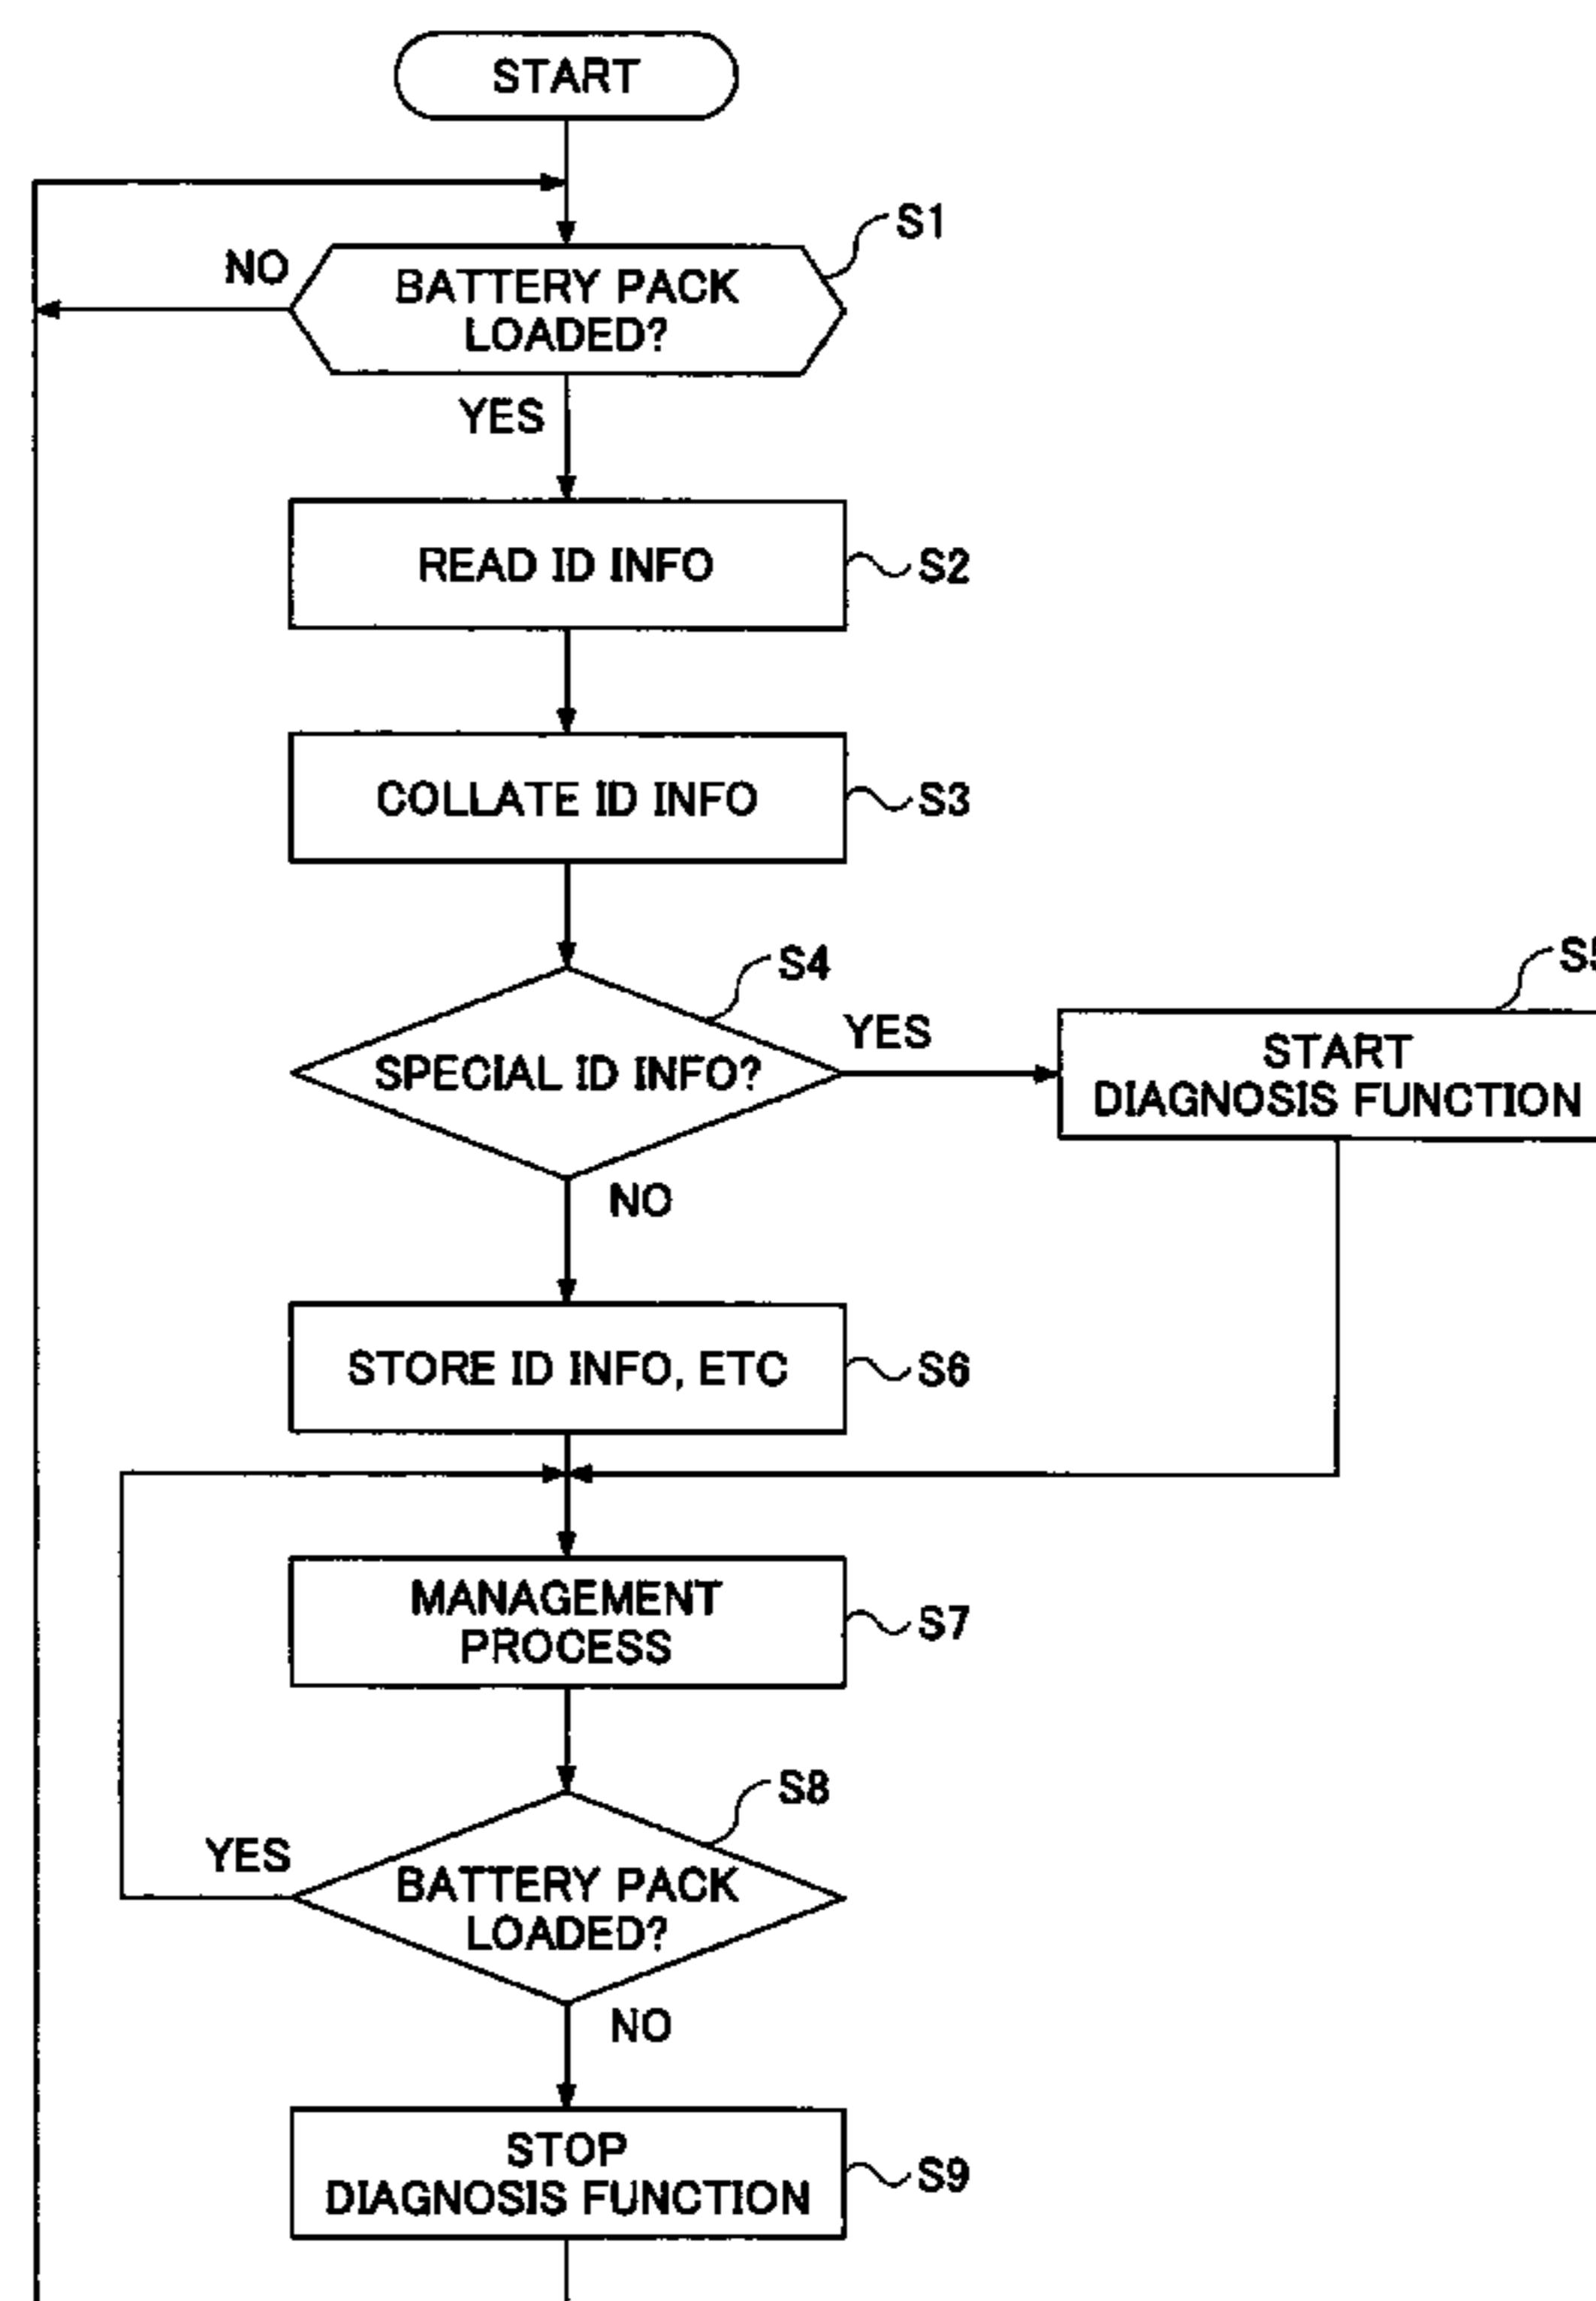 START
S1
NO
BATTERY PACK
LOADED?
YES
READ ID INFO
S2
COLLATE ID INFO
S3
S4
SPECIAL ID INFO?
YES
S5
START
DIAGNOSIS FUNCTION
NO
STORE ID INFO, ETC
S6
MANAGEMENT
PROCESS
S7
S8
YES
BATTERY PACK
LOADED?
NO
STOP
DIAGNOSIS FUNCTION
S9